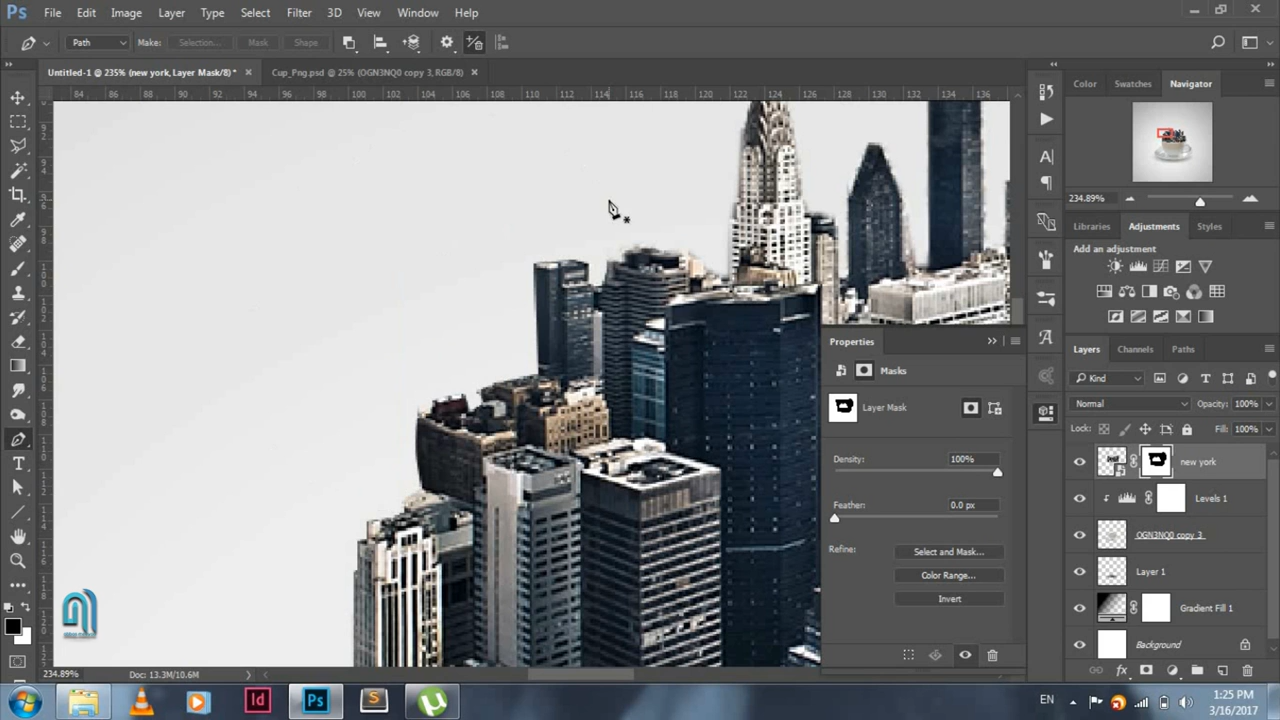 Ps File Edit Image Layer Type Select Filter 3D View Window Help
Path Make: Selection... Mask Shape
Untitled-1 @ 235% (new york, Layer Mask/8) * × Cup_Png.psd @ 25% (OGN3NQ0 copy 3, RGB/8) ×
84 86 88 90 92 94 96 98 100 102 104 106 108 110 112 114 116 118 120 122 124 126 128 130 132 134 136
Color Swatches Navigator
234.89%
Libraries Adjustments Styles
Add an adjustment
Properties
Masks
Layer Mask
Density: 100%
Feather: 0.0 px
Refine: Select and Mask...
Color Range...
Invert
Layers Channels Paths
Kind
Normal Opacity: 100%
Lock: Fill: 100%
new york
Levels 1
OGN3NQ0 copy 3
Layer 1
Gradient Fill 1
Background
234.89% Doc: 13.3M/10.6M
Id Ps S EN 1:25 PM
3/16/2017